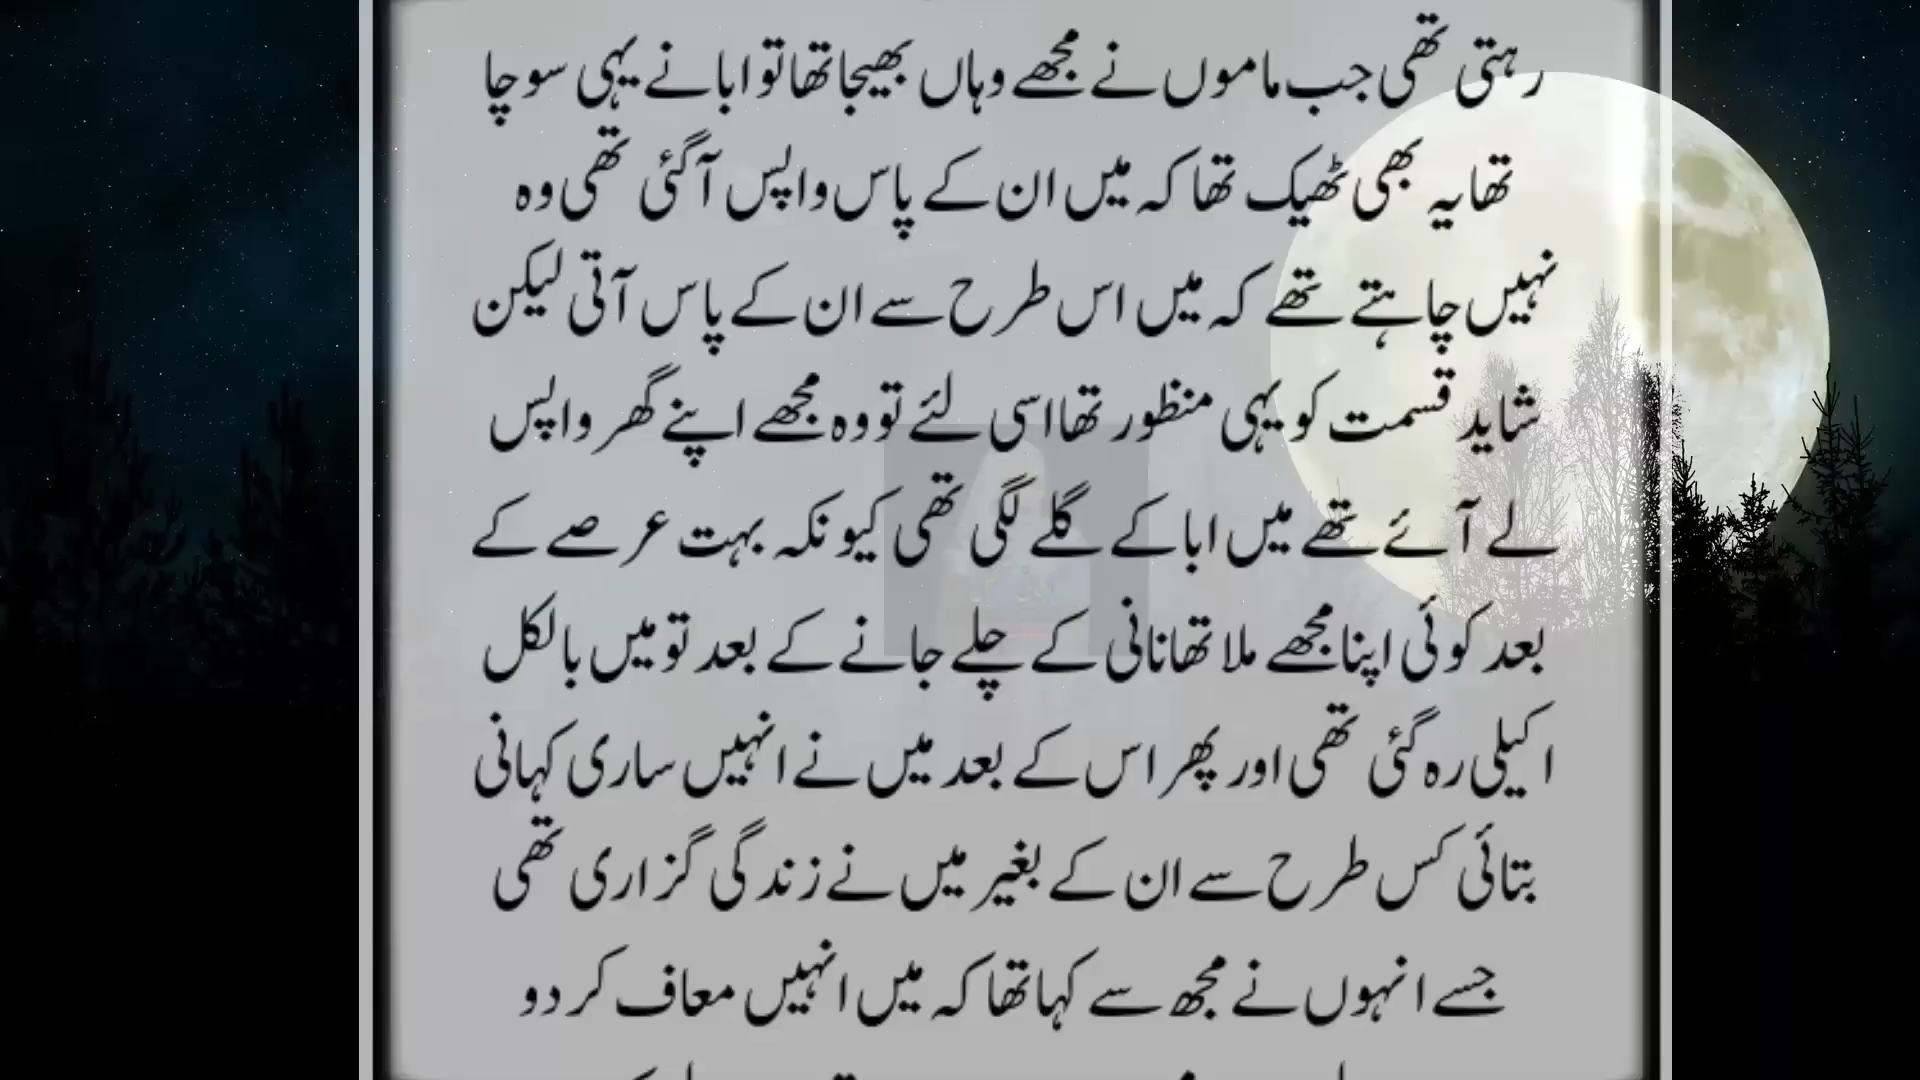 رہتی تھی جب ماموں نے مجھے وہاں بھیجا تھا تو ابا نے یہی سوچا
تھا یہ بھی ٹھیک تھا کہ میں ان کے پاس واپس آ گئی تھی وہ
نہیں چاہتے تھے کہ میں اس طرح سے ان کے پاس آتی لیکن
شاید قسمت کو یہی منظور تھا اسی لئے تو وہ مجھے اپنے گھر واپس
لے آئے تھے میں ابا کے گلے لگی تھی کیونکہ بہت عرصے کے
بعد کوئی اپنا مجھے ملا تھا نانی کے چلے جانے کے بعد تو میں بالکل
اکیلی رہ گئی تھی اور پھر اس کے بعد میں نے انہیں ساری کہانی
بتائی کس طرح سے ان کے بغیر میں نے زندگی گزاری تھی
جسے انہوں نے مجھ سے کہا تھا کہ میں انہیں معاف کر دو